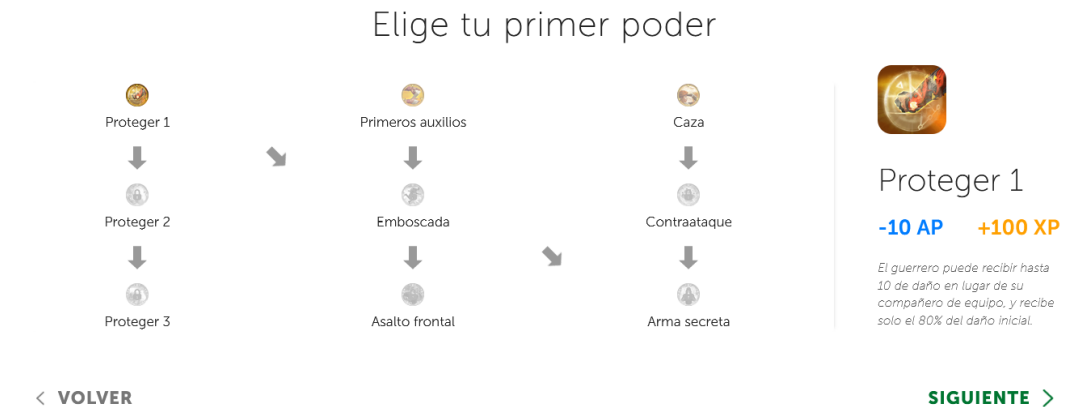 Elige tu primer poder
Proteger 1
Primeros auxilios
Caza
Proteger 2
Emboscada
Contraataque
Proteger 3
Asalto frontal
Arma secreta
Proteger 1
-10 AP
+100 XP
El guerrero puede recibir hasta
10 de daño en lugar de su
compañero de equipo, y recibe
solo el 80% del daño inicial.
VOLVER
SIGUIENTE